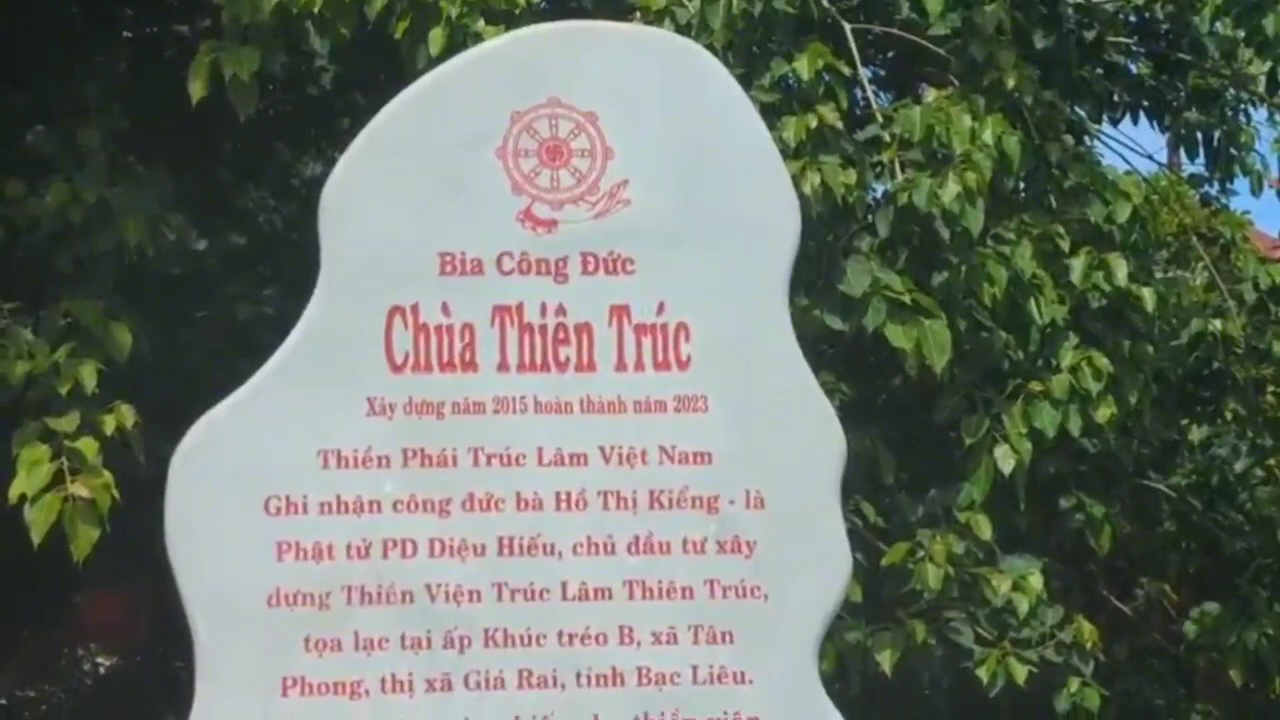 Bia Công Đức
Chùa Thiên Trúc
Xây dựng năm 2015 hoàn thành năm 2023
Thiền Phái Trúc Lâm Việt Nam
Ghi nhận công đức bà Hồ Thị Kiểng - là
Phật tử PD Diệu Hiếu, chủ đầu tư xây
dựng Thiền Viện Trúc Lâm Thiên Trúc,
tọa lạc tại ấp Khúc tréo B, xã Tân
Phong, thị xã Giá Rai, tỉnh Bạc Liêu.
thiền viện